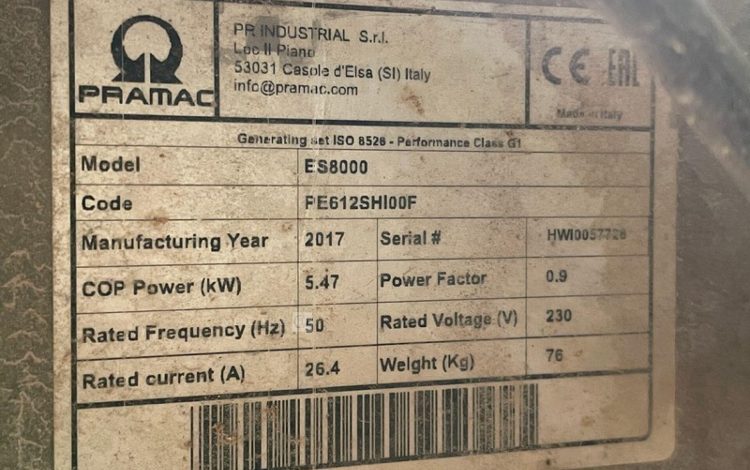 PRAMAC
PR INDUSTRIAL S.r.l.
Loc Il Piano
53031 Casole d'Elsa (SI) Italy
info@pramac.com
CE EAC
Made in Italy
Generating set ISO 8528 - Performance Class G1
Model ES8000
Code PE612SHI00F
Manufacturing Year 2017 Serial # HWI0057728
COP Power (kW) 5.47 Power Factor 0.9
Rated Frequency (Hz) 50 Rated Voltage (V) 230
Rated current (A) 26.4 Weight (Kg) 76